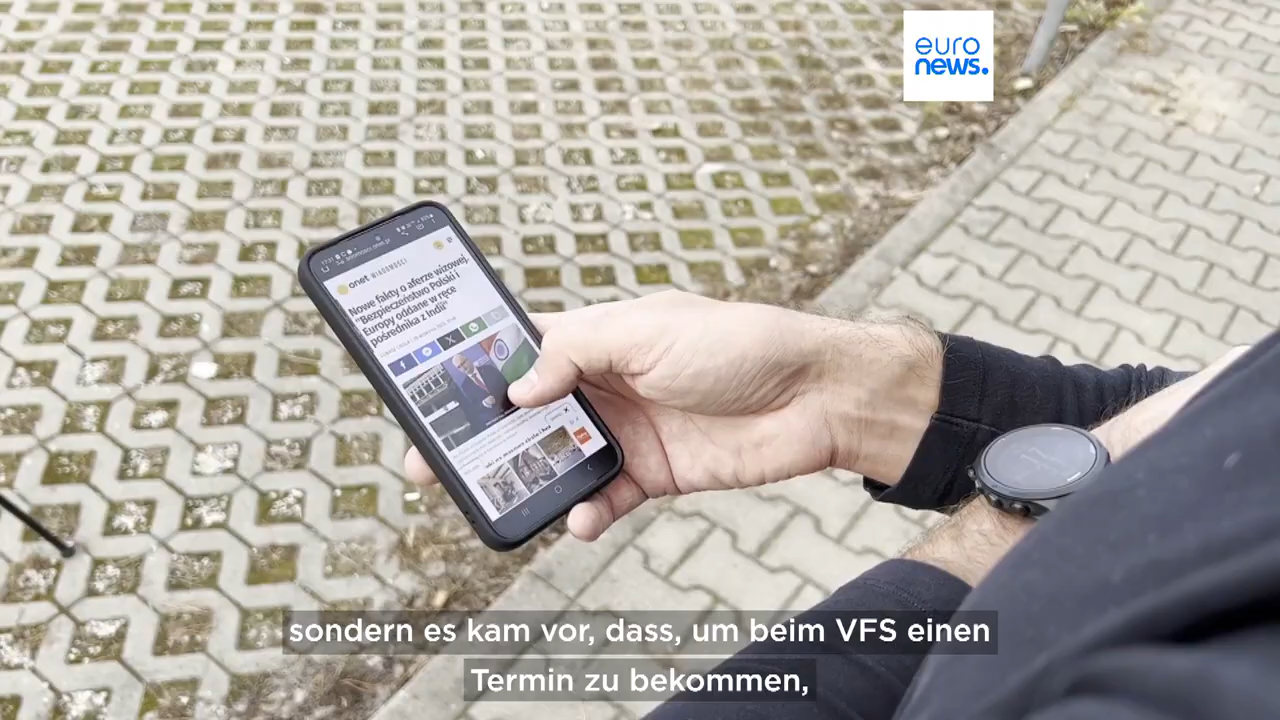 euro
news.
onet WIADOMOŚCI
Nowe fakty o aferze wizowej.
"Bezpieczeństwo Polski i
Europy oddane w ręce
pośrednika z Indii"
sondern es kam vor, dass, um beim VFS einen
Termin zu bekommen,